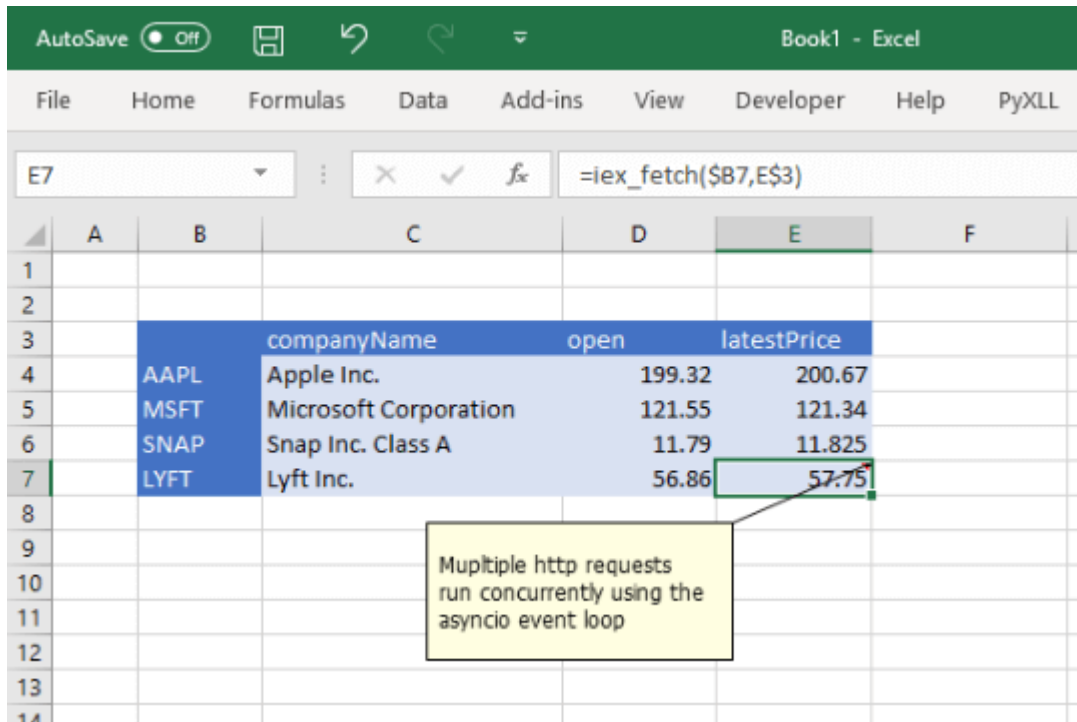 AutoSave Off Book1 - Excel
File Home Formulas Data Add-ins View Developer Help PyXLL
E7 fx =iex_fetch($B7,E$3)
A B C D E F
1
2
3 companyName open latestPrice
4 AAPL Apple Inc. 199.32 200.67
5 MSFT Microsoft Corporation 121.55 121.34
6 SNAP Snap Inc. Class A 11.79 11.825
7 LYFT Lyft Inc. 56.86 57.75
8
9
Mupltiple http requests
10
run concurrently using the
11
asyncio event loop
12
13
14